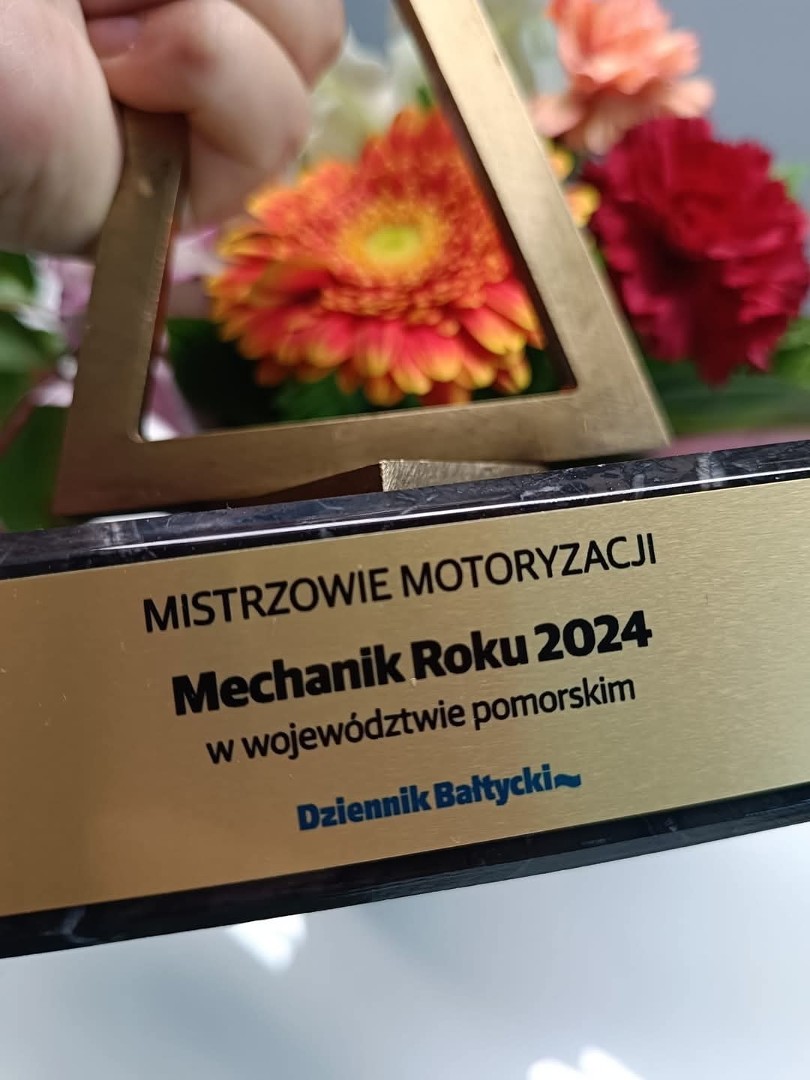 MISTRZOWIE MOTORYZACJI
Mechanik Roku 2024
w województwie pomorskim
Dziennik Bałtycki